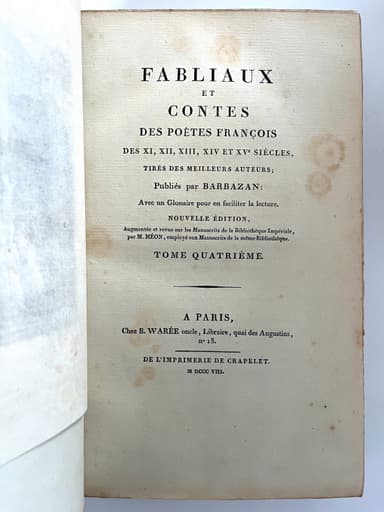 FABLIAUX
ET
CONTES
DES POËTES FRANÇOIS
DES XI, XII, XIII, XIV ET XVe SIÈCLES,
TIRÉS DES MEILLEURS AUTEURS;
Publiés par BARBAZAN:
Avec un Glossaire pour en faciliter la lecture.
NOUVELLE ÉDITION,
Augmentée et revue sur les Manuscrits de la Bibliothèque Impériale,
par M. MÉON, employé aux Manuscrits de la même Bibliothèque.
TOME QUATRIÈME.
A PARIS,
Chez B. WARÉE oncle, Libraire, quai des Augustins,
n° 13.
DE L'IMPRIMERIE DE CRAPELET.
M DCCC VIII.